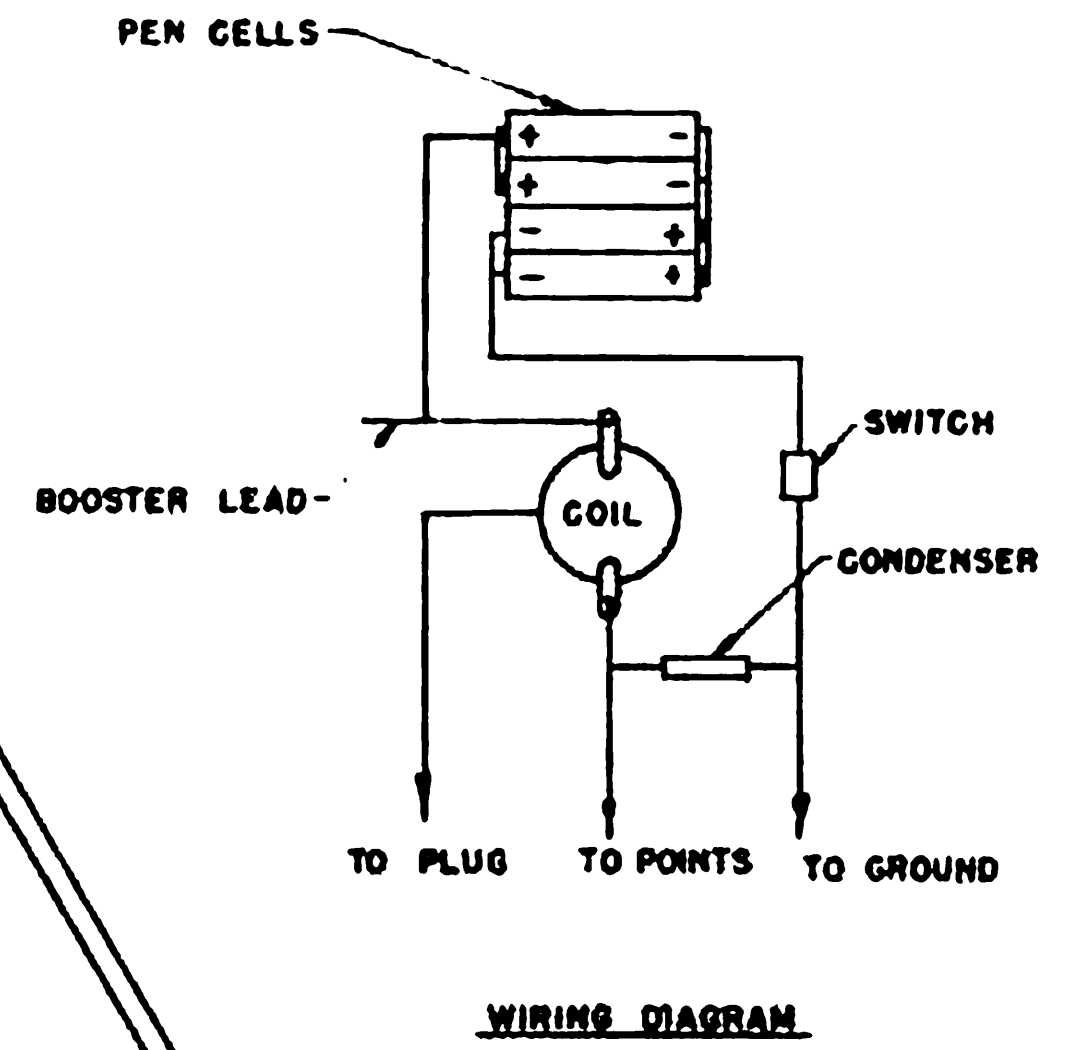 PEN CELLS
+ -
+ -
- +
- +
SWITCH
BOOSTER LEAD-
COIL
CONDENSER
TO PLUG
TO POINTS
TO GROUND
WIRING DIAGRAM